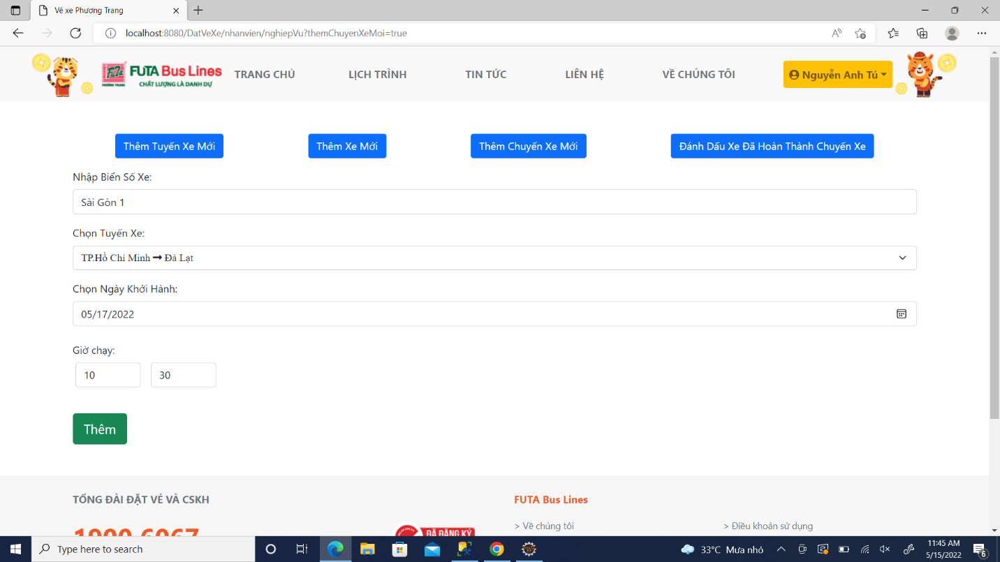 Vé xe Phương Trang
localhost:8080/DatVeXe/nhanvien/nghiepVu?themChuyenXeMoi=true
FUTA Bus Lines
PHƯƠNG TRANG
CHẤT LƯỢNG LÀ DANH DỰ
TRANG CHỦ
LỊCH TRÌNH
TIN TỨC
LIÊN HỆ
VỀ CHÚNG TÔI
Nguyễn Anh Tú
Thêm Tuyến Xe Mới
Thêm Xe Mới
Thêm Chuyến Xe Mới
Đánh Dấu Xe Đã Hoàn Thành Chuyến Xe
Nhập Biển Số Xe:
Sài Gòn 1
Chọn Tuyến Xe:
TP.Hồ Chí Minh ➞ Đà Lạt
Chọn Ngày Khởi Hành:
05/17/2022
Giờ chạy:
10
30
Thêm
TỔNG ĐÀI ĐẶT VÉ VÀ CSKH
FUTA Bus Lines
1900 6067
ĐÃ ĐĂNG KÝ
> Về chúng tôi
> Điều khoản sử dụng
Type here to search
33°C Mưa nhỏ
11:45 AM
5/15/2022
6